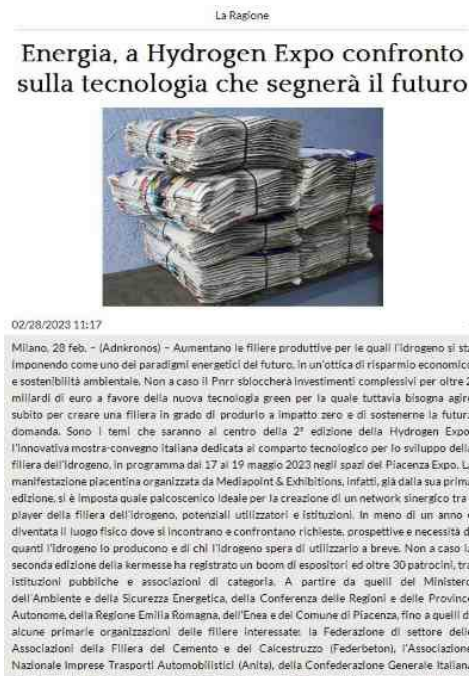 La Ragione
Energia, a Hydrogen Expo confronto
sulla tecnologia che segnerà il futuro
02/28/2023 11:17
Milano, 28 feb. – (Adnkronos) – Aumentano le filiere produttive per le quali l'idrogeno si sta
imponendo come uno dei paradigmi energetici del futuro, in un'ottica di risparmio economico
e sostenibilità ambientale. Non a caso il Pnrr sbloccherà investimenti complessivi per oltre 2
miliardi di euro a favore della nuova tecnologia green per la quale tuttavia bisogna agire
subito per creare una filiera in grado di produrlo a impatto zero e di sostenerne la futura
domanda. Sono i temi che saranno al centro della 2ª edizione della Hydrogen Expo,
l'innovativa mostra-convegno italiana dedicata al comparto tecnologico per lo sviluppo della
filiera dell'idrogeno, in programma dal 17 al 19 maggio 2023 negli spazi del Piacenza Expo. La
manifestazione piacentina organizzata da Mediapoint & Exhibitions, infatti, già dalla sua prima
edizione, si è imposta quale palcoscenico ideale per la creazione di un network sinergico tra i
player della filiera dell'idrogeno, potenziali utilizzatori e istituzioni. In meno di un anno è
diventata il luogo fisico dove si incontrano e confrontano richieste, prospettive e necessità di
quanti l'idrogeno lo producono e di chi l'idrogeno spera di utilizzarlo a breve. Non a caso la
seconda edizione della kermesse ha registrato un boom di espositori ed oltre 30 patrocini, tra
istituzioni pubbliche e associazioni di categoria. A partire da quelli del Ministero
dell'Ambiente e della Sicurezza Energetica, della Conferenza delle Regioni e delle Province
Autonome, della Regione Emilia Romagna, dell'Enea e del Comune di Piacenza, fino a quelli di
alcune primarie organizzazioni delle filiere interessate: la Federazione di settore delle
Associazioni della Filiera del Cemento e del Calcestruzzo (Federbeton), l'Associazione
Nazionale Imprese Trasporti Automobilistici (Anita), della Confederazione Generale Italiana